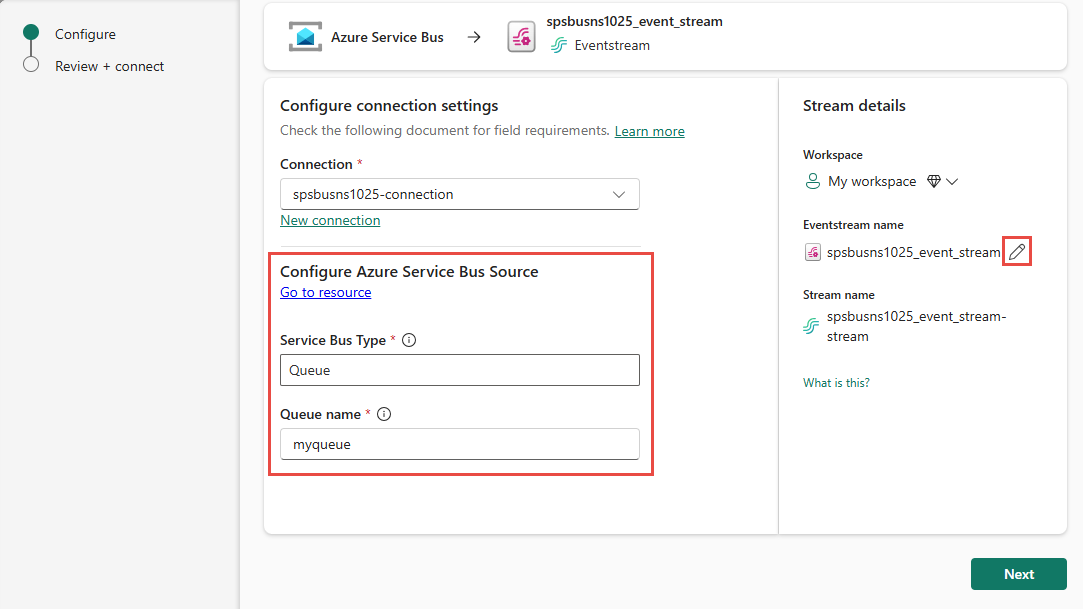 Configure
Review + connect
Azure Service Bus
spsbusns1025_event_stream
Eventstream
Configure connection settings
Check the following document for field requirements. Learn more
Connection *
spsbusns1025-connection
New connection
Configure Azure Service Bus Source
Go to resource
Service Bus Type *
Queue
Queue name *
myqueue
Stream details
Workspace
My workspace
Eventstream name
spsbusns1025_event_stream
Stream name
spsbusns1025_event_stream-
stream
What is this?
Next